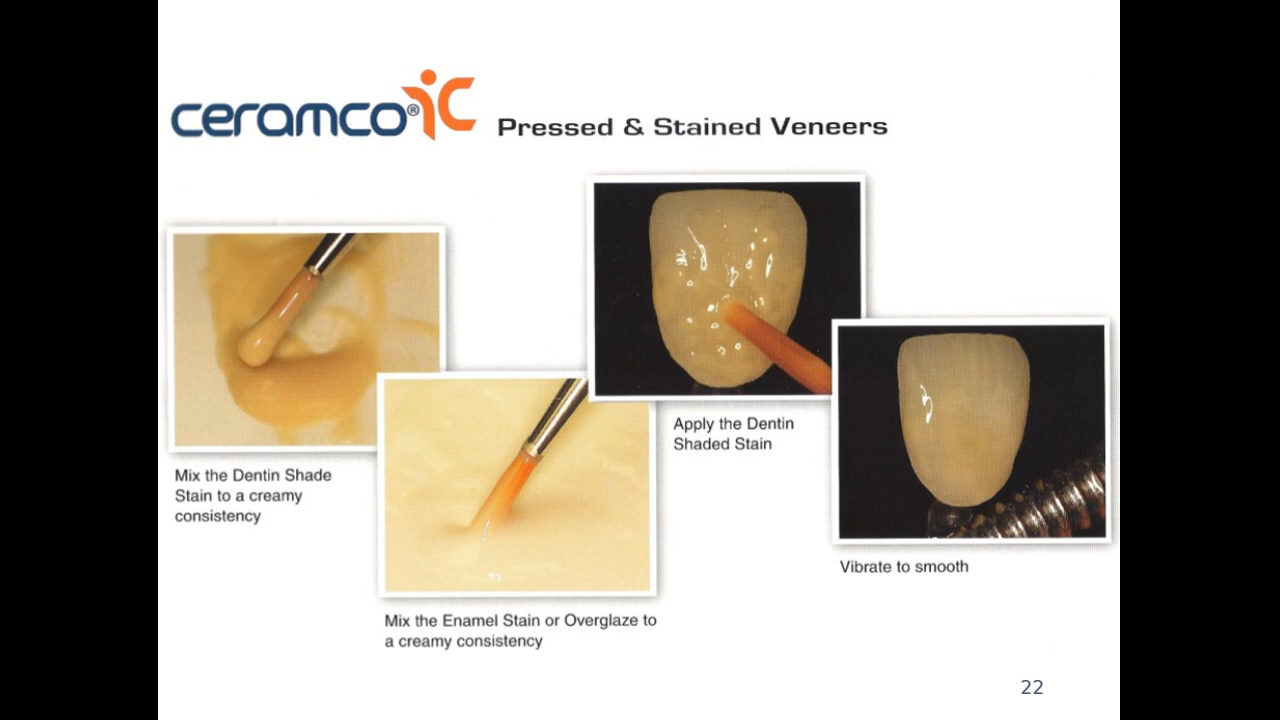 ceramco® iC
Pressed & Stained Veneers
Mix the Dentin Shade
Stain to a creamy
consistency
Mix the Enamel Stain or Overglaze to
a creamy consistency
Apply the Dentin
Shaded Stain
Vibrate to smooth
22